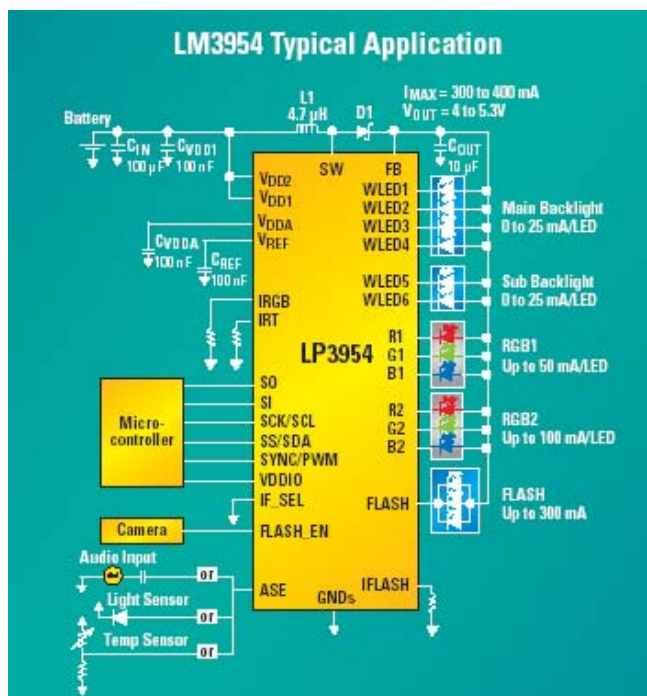 LM3954 Typical Application
L1
4.7 µH
D1
IMAX = 300 to 400 mA
VOUT = 4 to 5.3V
Battery
CIN
100 µF
CVDD1
100 nF
COUT
10 µF
SW
FB
VDD2
VDD1
VDDA
VREF
CVDDA
100 nF
CREF
100 nF
IRGB
IRT
LP3954
WLED1
WLED2
WLED3
WLED4
Main Backlight
0 to 25 mA/LED
WLED5
WLED6
Sub Backlight
0 to 25 mA/LED
R1
G1
B1
RGB1
Up to 50 mA/LED
R2
G2
B2
RGB2
Up to 100 mA/LED
Micro-
controller
SO
SI
SCK/SCL
SS/SDA
SYNC/PWM
VDDIO
IF_SEL
FLASH
FLASH
Up to 300 mA
Camera
FLASH_EN
Audio Input
or
Light Sensor
or
Temp Sensor
or
ASE
GNDs
IFLASH